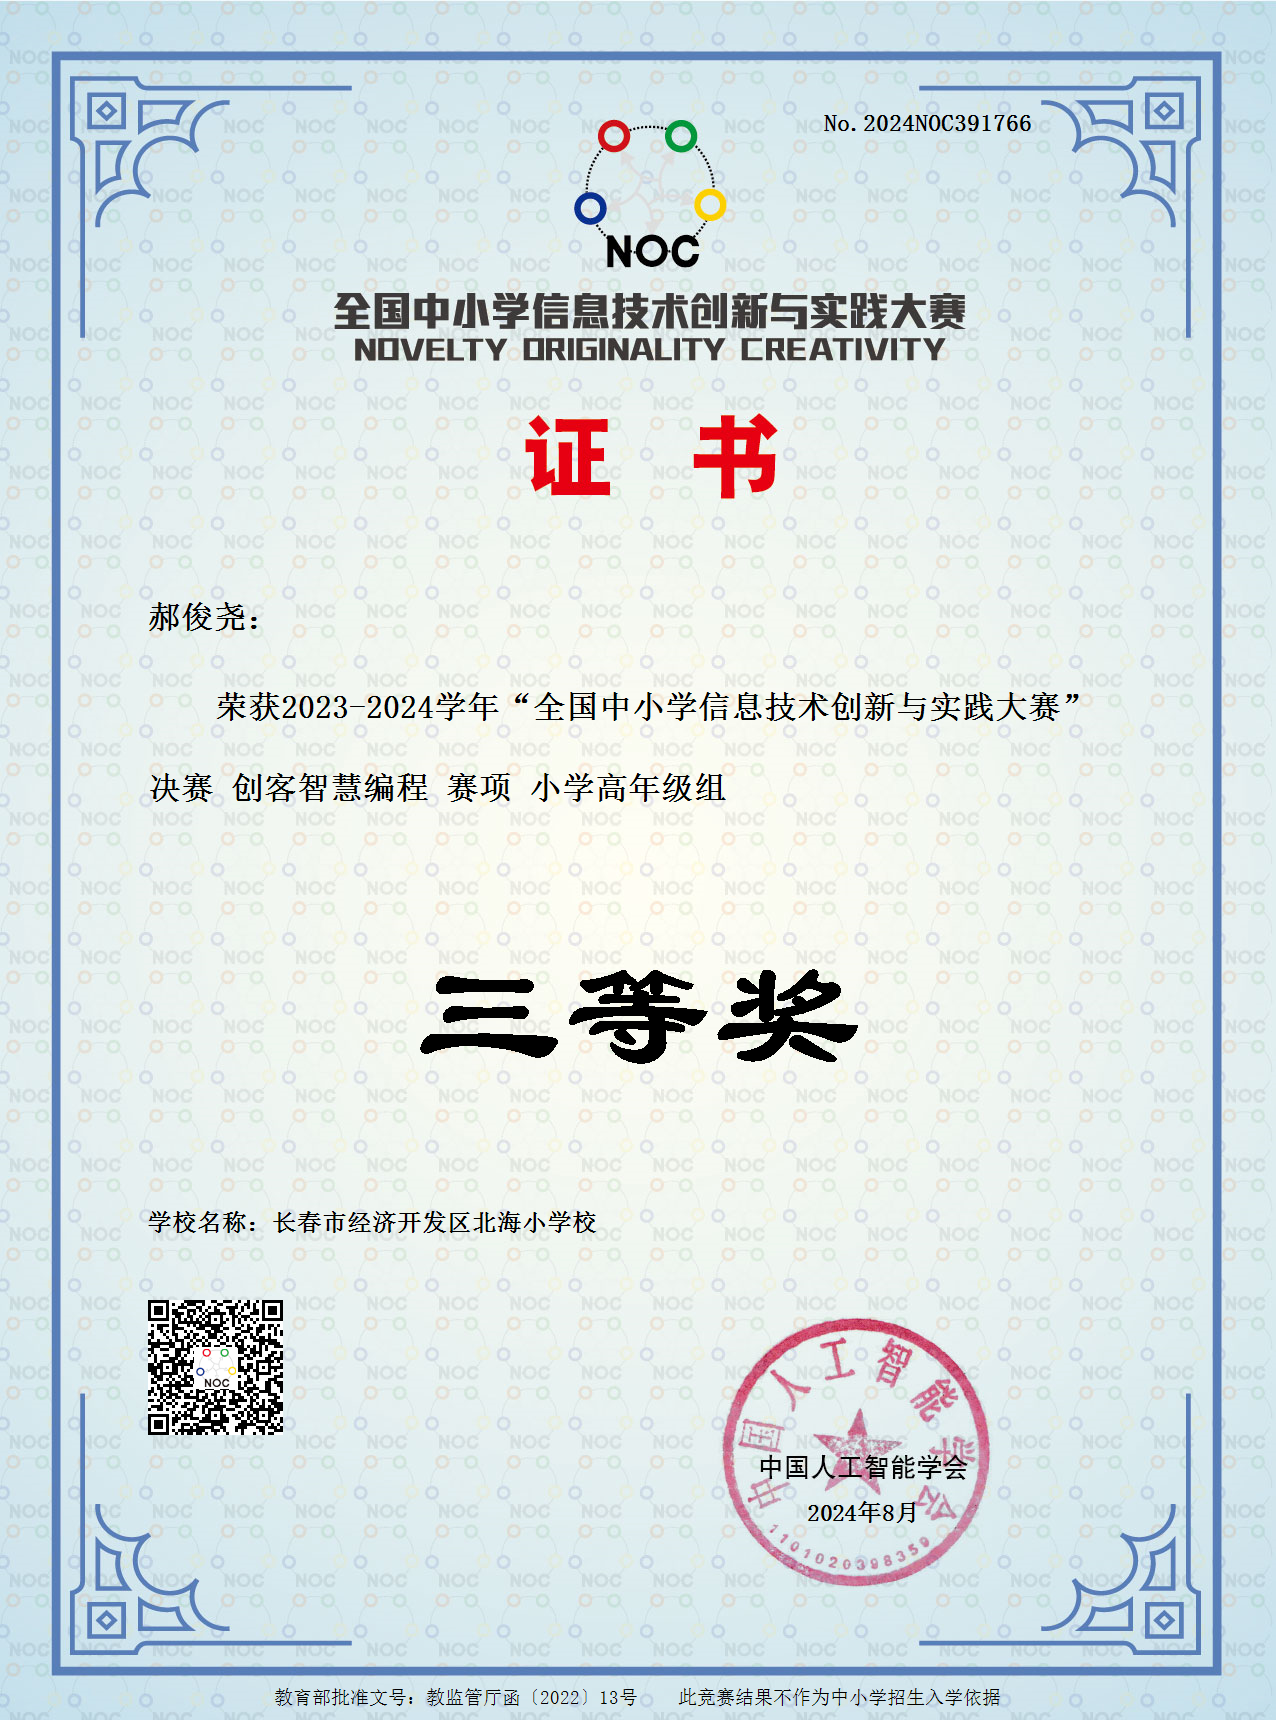 No.2024NOC391766
NOC
全国中小学信息技术创新与实践大赛
NOVELTY ORIGINALITY CREATIVITY
证 书
郝俊尧：
荣获2023-2024学年“全国中小学信息技术创新与实践大赛”
决赛 创客智慧编程 赛项 小学高年级组
三等奖
学校名称：长春市经济开发区北海小学校
NOC
中国人工智能学会
中国人工智能学会
2024年8月
1101020398359
教育部批准文号：教监管厅函〔2022〕13号 此竞赛结果不作为中小学招生入学依据